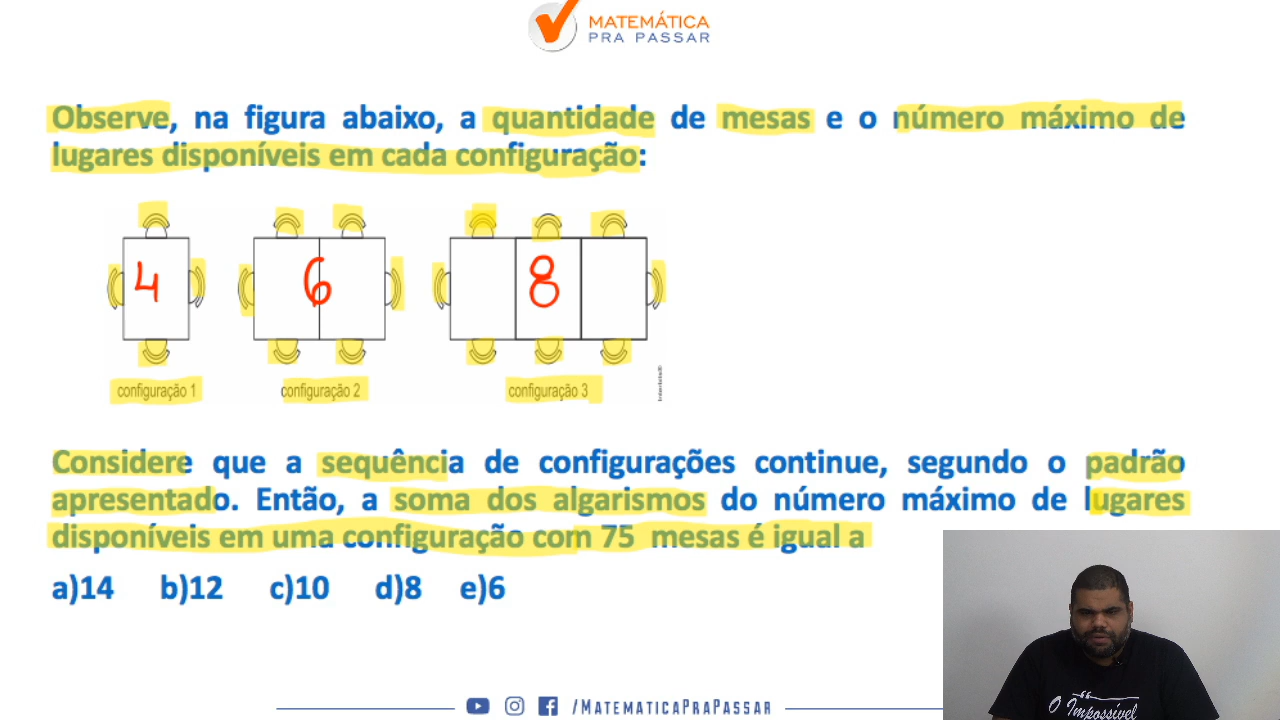 MATEMÁTICA
PRA PASSAR
Observe, na figura abaixo, a quantidade de mesas e o número máximo de
lugares disponíveis em cada configuração:
4 6 8
configuração 1 configuração 2 configuração 3
Considere que a sequência de configurações continue, segundo o padrão
apresentado. Então, a soma dos algarismos do número máximo de lugares
disponíveis em uma configuração com 75 mesas é igual a
a)14 b)12 c)10 d)8 e)6
“ O Impossível
/MATEMATICAPRAPASSAR